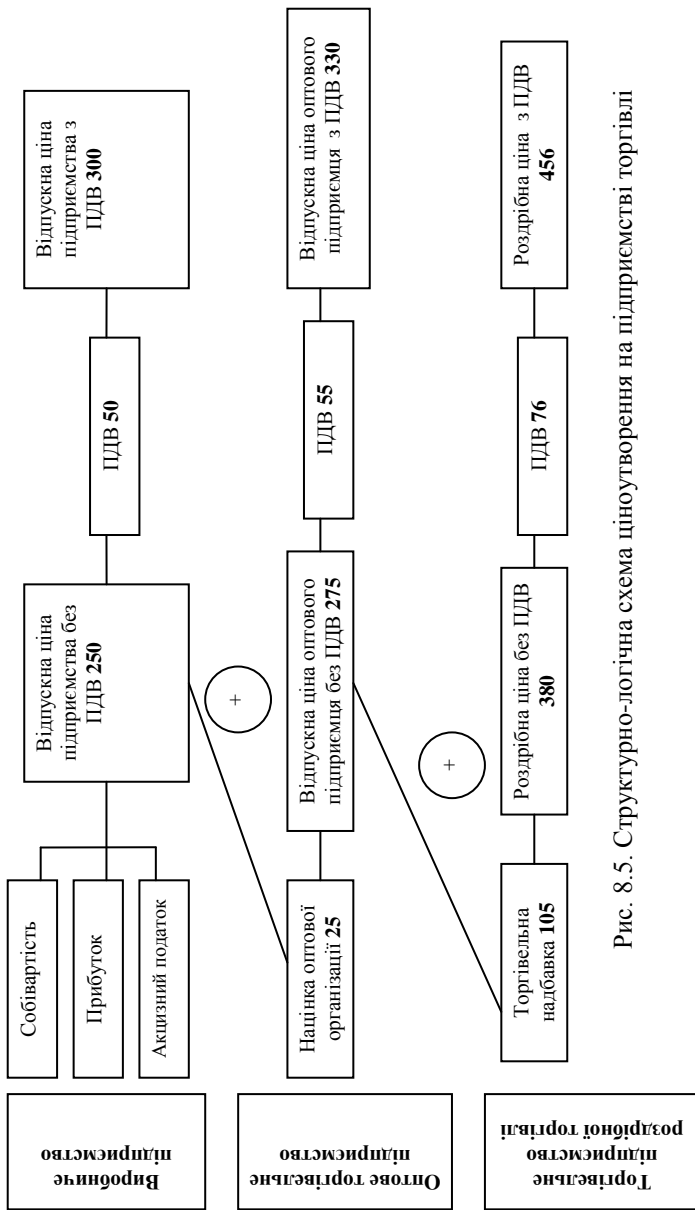 Виробниче
підприємство
Собівартість
Прибуток
Акцизний податок
Відпускна ціна
підприємства без
ПДВ 250
ПДВ 50
Відпускна ціна
підприємства з
ПДВ 300
+
Оптове торгівельне
підприємство
Націнка оптової
організації 25
Відпускна ціна оптового
підприємця без ПДВ 275
ПДВ 55
Відпускна ціна оптового
підприємця з ПДВ 330
+
Торгівельне
підприємство
роздрібної торгівлі
Торгівельна
надбавка 105
Роздрібна ціна без ПДВ
380
ПДВ 76
Роздрібна ціна з ПДВ
456
Рис. 8.5. Структурно-логічна схема ціноутворення на підприємстві торгівлі